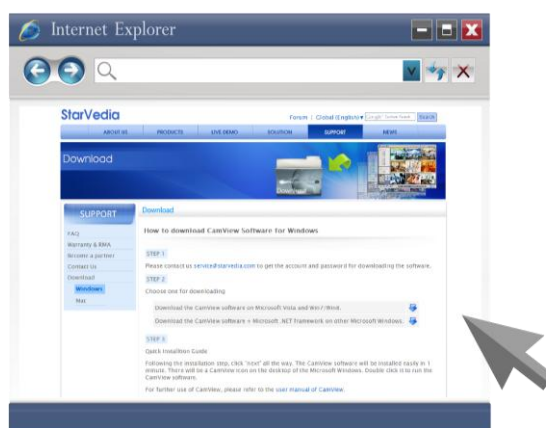 Internet Explorer
StarVedia
Forum | Global (English)
Search
ABOUT US PRODUCTS LIVE DEMO SOLUTION SUPPORT NEWS
Download
SUPPORT
FAQ
Warranty & RMA
Become a partner
Contact Us
Download
Windows
Mac
Download
How to download CamView Software for Windows
STEP 1
Please contact us service@starvedia.com to get the account and password for downloading the software.
STEP 2
Choose one for downloading
Download the CamView software on Microsoft Vista and Win7/Win8.
Download the CamView software + Microsoft .NET Framework on other Microsoft Windows.
STEP 3
Quick Installtion Guide
Following the installation step, click "next" all the way. The CamView software will be installed easily in 1
minute. There will be a CamView icon on the desktop of the Microsoft Windows. Double click it to run the
CamView software.
For further use of CamView, please refer to the user manual of CamView.